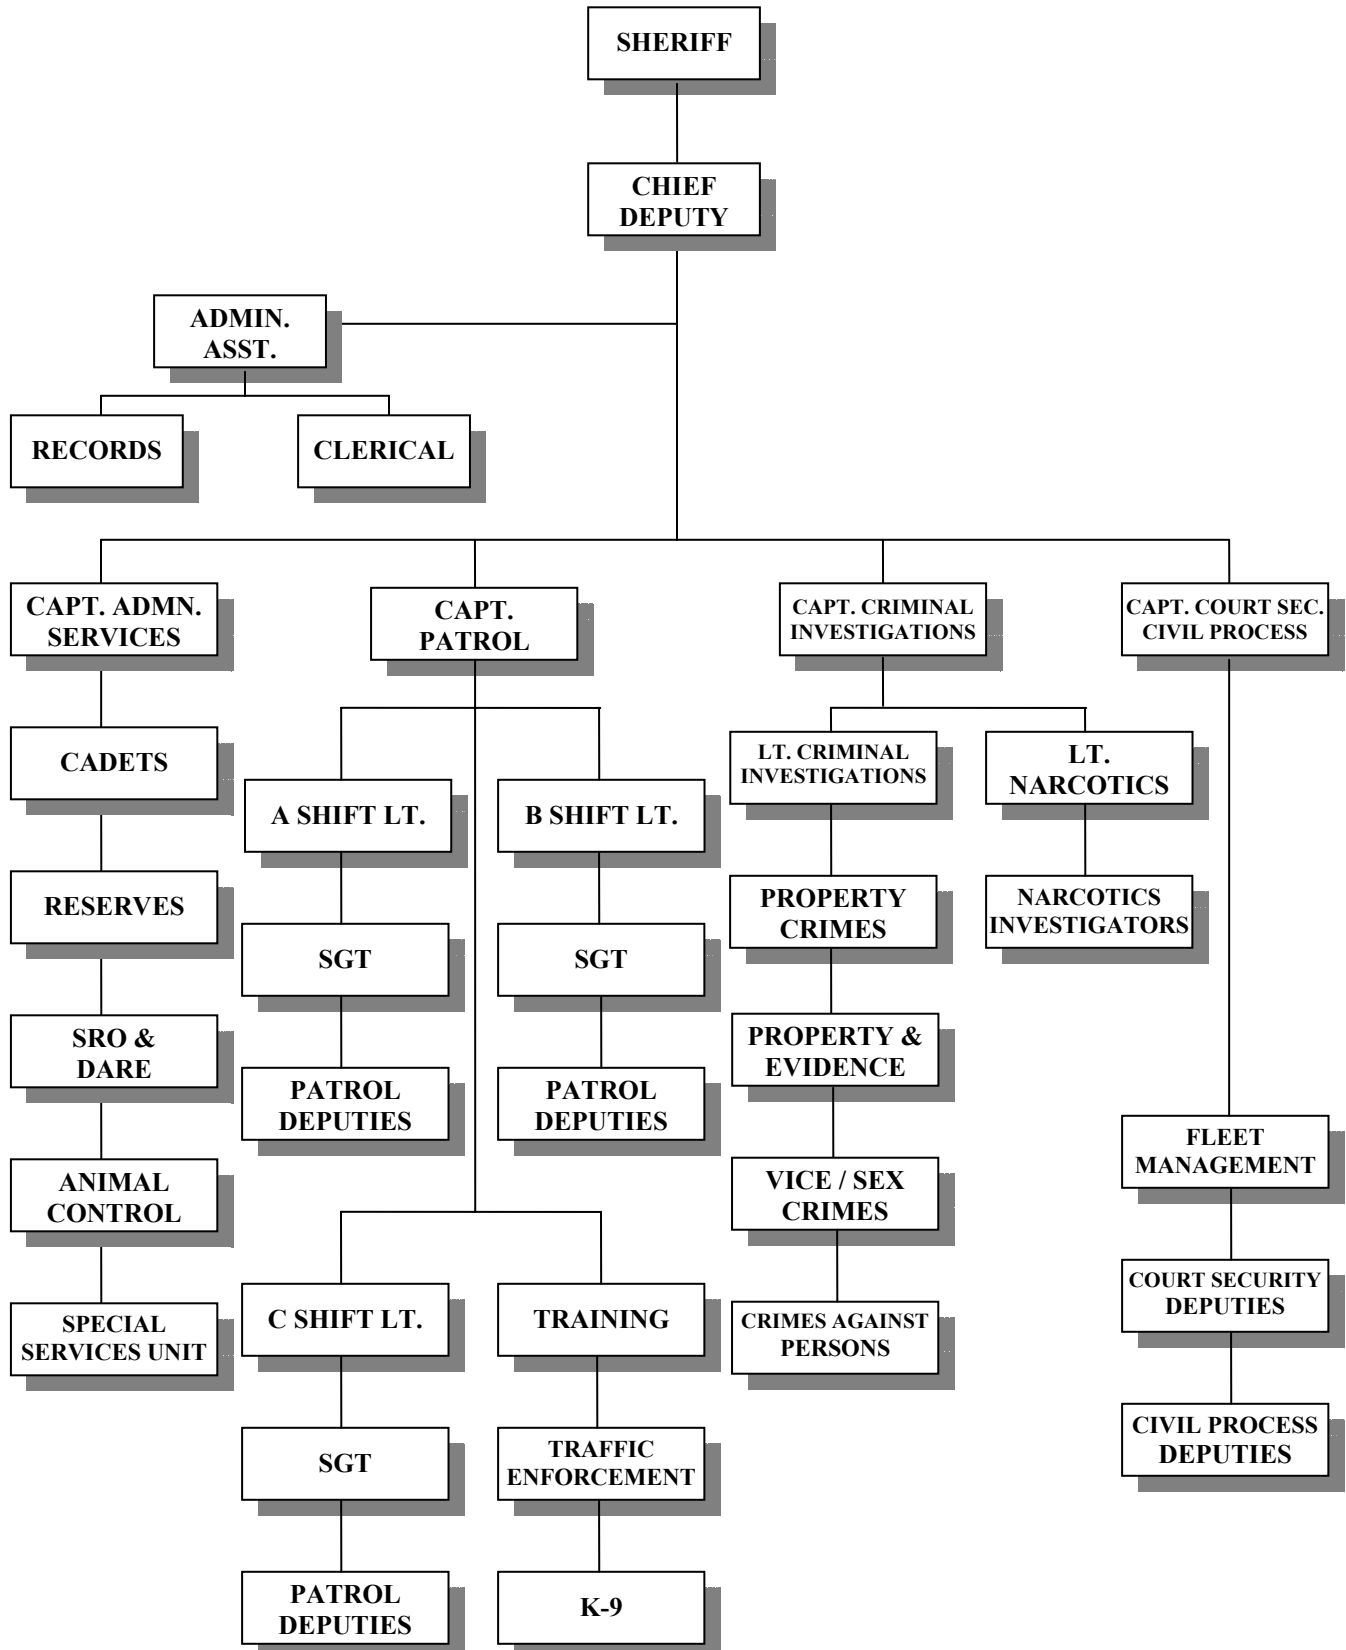 SHERIFF
CHIEF
DEPUTY
ADMIN.
ASST.
RECORDS
CLERICAL
CAPT. ADMN.
SERVICES
CAPT.
PATROL
CAPT. CRIMINAL
INVESTIGATIONS
CAPT. COURT SEC.
CIVIL PROCESS
CADETS
RESERVES
SRO &
DARE
ANIMAL
CONTROL
SPECIAL
SERVICES UNIT
A SHIFT LT.
SGT
PATROL
DEPUTIES
B SHIFT LT.
SGT
PATROL
DEPUTIES
C SHIFT LT.
SGT
PATROL
DEPUTIES
TRAINING
TRAFFIC
ENFORCEMENT
K-9
LT. CRIMINAL
INVESTIGATIONS
PROPERTY
CRIMES
PROPERTY &
EVIDENCE
VICE / SEX
CRIMES
CRIMES AGAINST
PERSONS
LT.
NARCOTICS
NARCOTICS
INVESTIGATORS
FLEET
MANAGEMENT
COURT SECURITY
DEPUTIES
CIVIL PROCESS
DEPUTIES